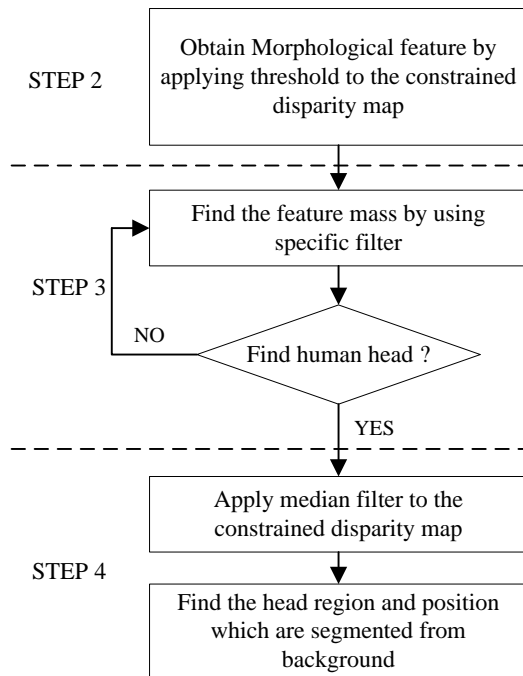 STEP 2
Obtain Morphological feature by
applying threshold to the constrained
disparity map
STEP 3
Find the feature mass by using
specific filter
Find human head ?
NO
YES
STEP 4
Apply median filter to the
constrained disparity map
Find the head region and position
which are segmented from
background